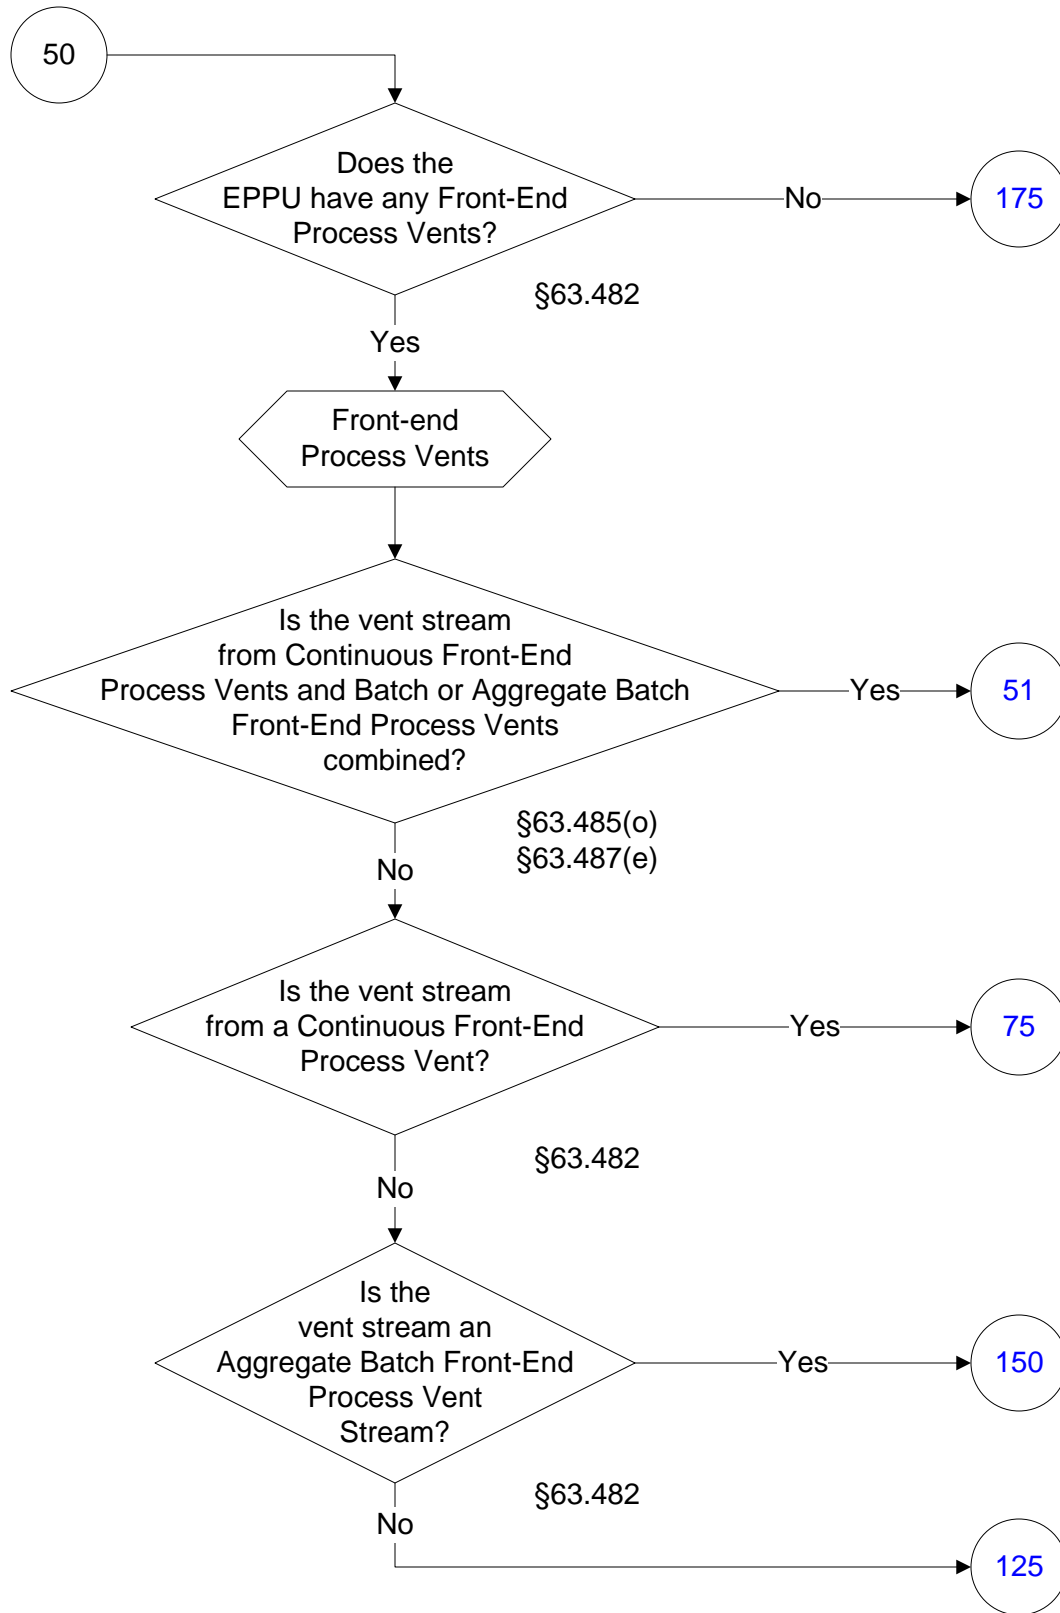 50
Does the
EPPU have any Front-End
Process Vents?
No
175
§63.482
Yes
Front-end
Process Vents
Is the vent stream
from Continuous Front-End
Process Vents and Batch or Aggregate Batch
Front-End Process Vents
combined?
Yes
51
§63.485(o)
§63.487(e)
No
Is the vent stream
from a Continuous Front-End
Process Vent?
Yes
75
§63.482
No
Is the
vent stream an
Aggregate Batch Front-End
Process Vent
Stream?
Yes
150
§63.482
No
125